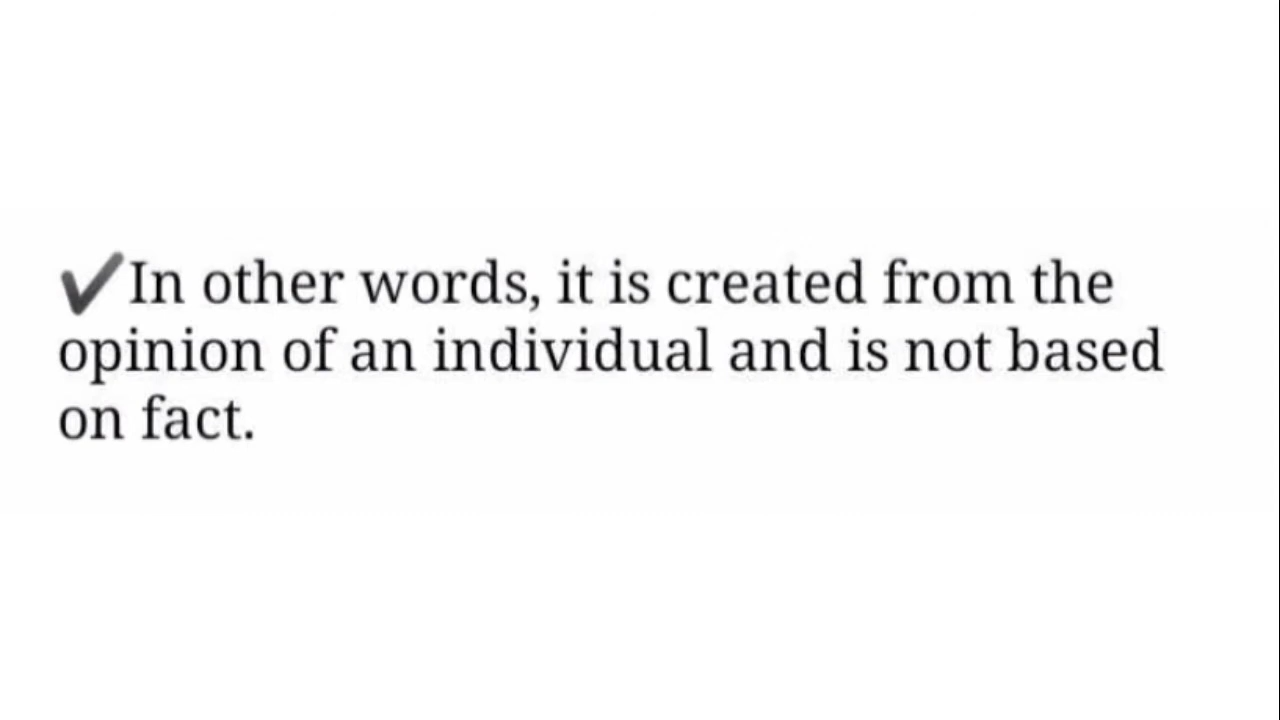 ✔In other words, it is created from the
opinion of an individual and is not based
on fact.